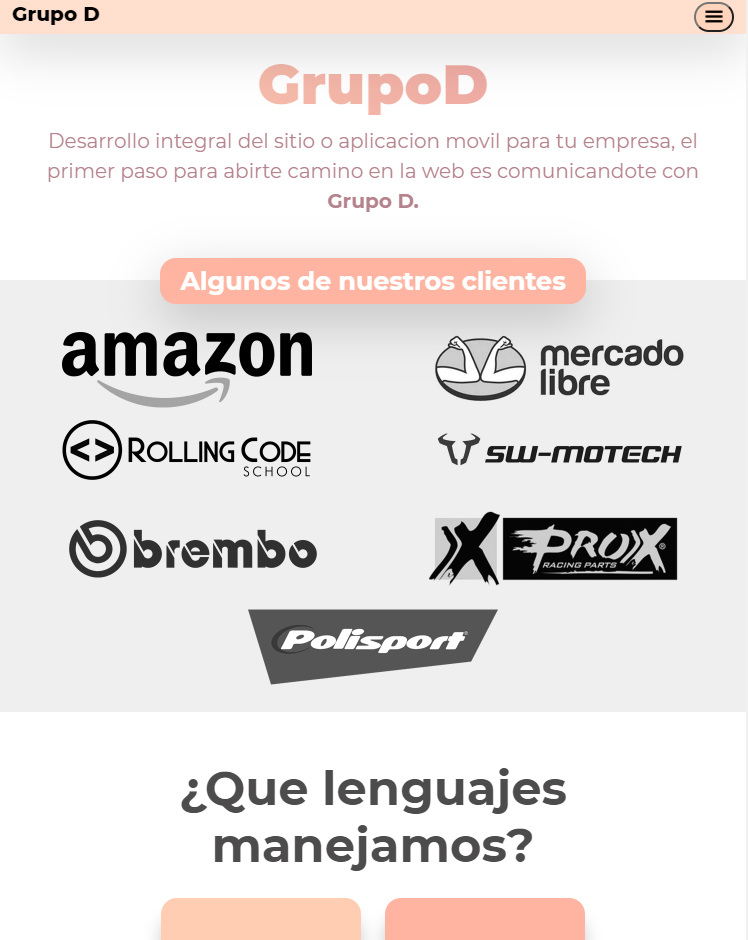 Grupo D
GrupoD
Desarrollo integral del sitio o aplicacion movil para tu empresa, el
primer paso para abirte camino en la web es comunicandote con
Grupo D.
Algunos de nuestros clientes
amazon
mercado
libre
ROLLING CODE
SCHOOL
SW-MOTECH
brembo
PROX
RACING PARTS
Polisport
¿Que lenguajes
manejamos?